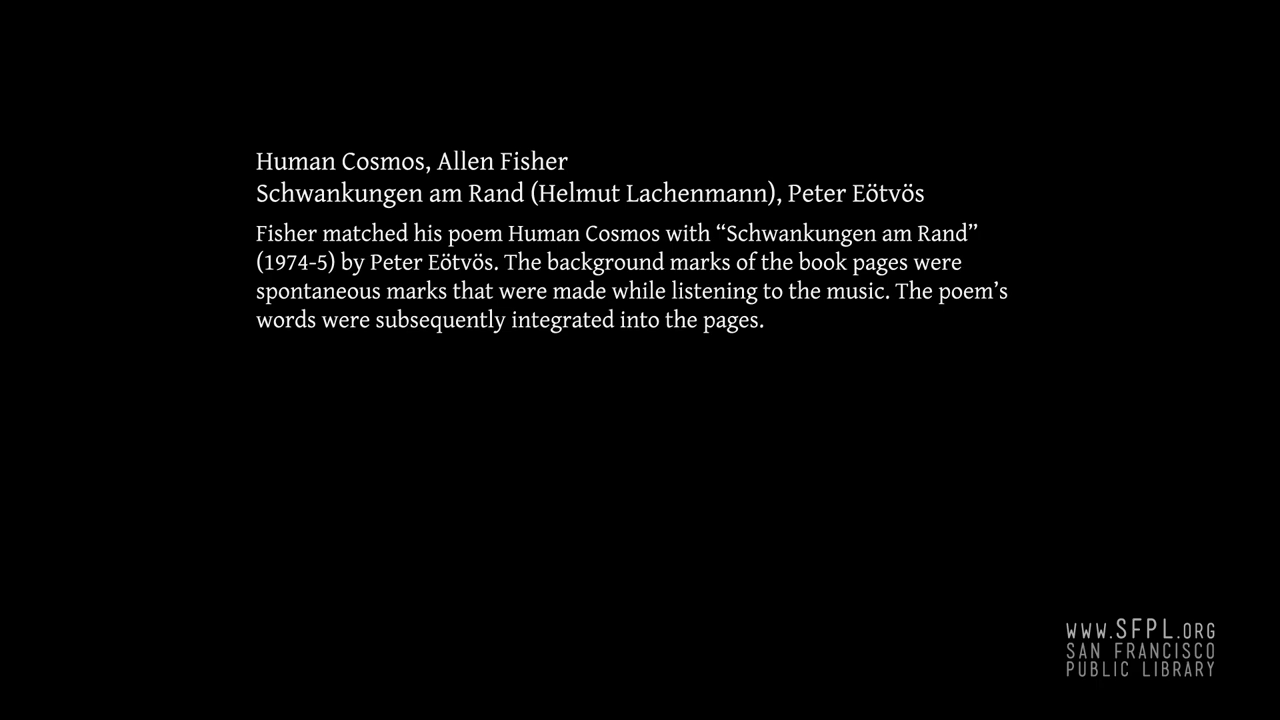 Human Cosmos, Allen Fisher
Schwankungen am Rand (Helmut Lachenmann), Peter Eötvös
Fisher matched his poem Human Cosmos with “Schwankungen am Rand”
(1974-5) by Peter Eötvös. The background marks of the book pages were
spontaneous marks that were made while listening to the music. The poem’s
words were subsequently integrated into the pages.
WWW.SFPL.ORG
SAN FRANCISCO
PUBLIC LIBRARY